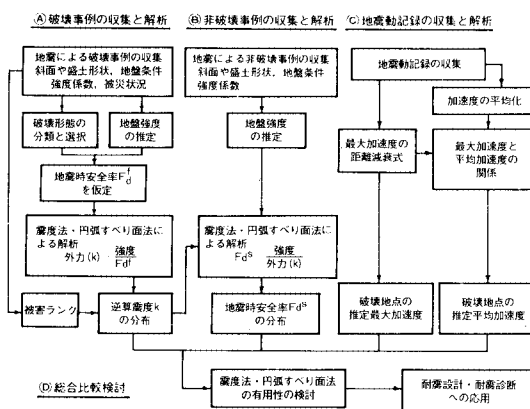 Ⓐ破壊事例の収集と解析
Ⓑ非破壊事例の収集と解析
Ⓒ地震動記録の収集と解析
地震による破壊事例の収集
斜面や盛土形状、地盤条件
強度係数、被災状況
地震による非破壊事例の収集
斜面や盛土形状、地盤条件
強度係数
地震動記録の収集
加速度の平均化
破壊形態の
分類と選択
地盤強度
の推定
地盤強度
の推定
最大加速度の
距離減衰式
最大加速度と
平均加速度の
関係
地震時安全率Fdf
を仮定
震度法・円弧すべり面法に
よる解析
外力(k)・強度/Fdf
震度法・円弧すべり面法
による解析
Fds 強度/外力(k)
被害ランク
逆算震度k
の分布
地震時安全率Fds
の分布
破壊地点の
推定最大加速度
破壊地点の
推定平均加速度
Ⓓ総合比較検討
震度法・円弧すべり面法
の有用性の検討
耐震設計・耐震診断
への応用